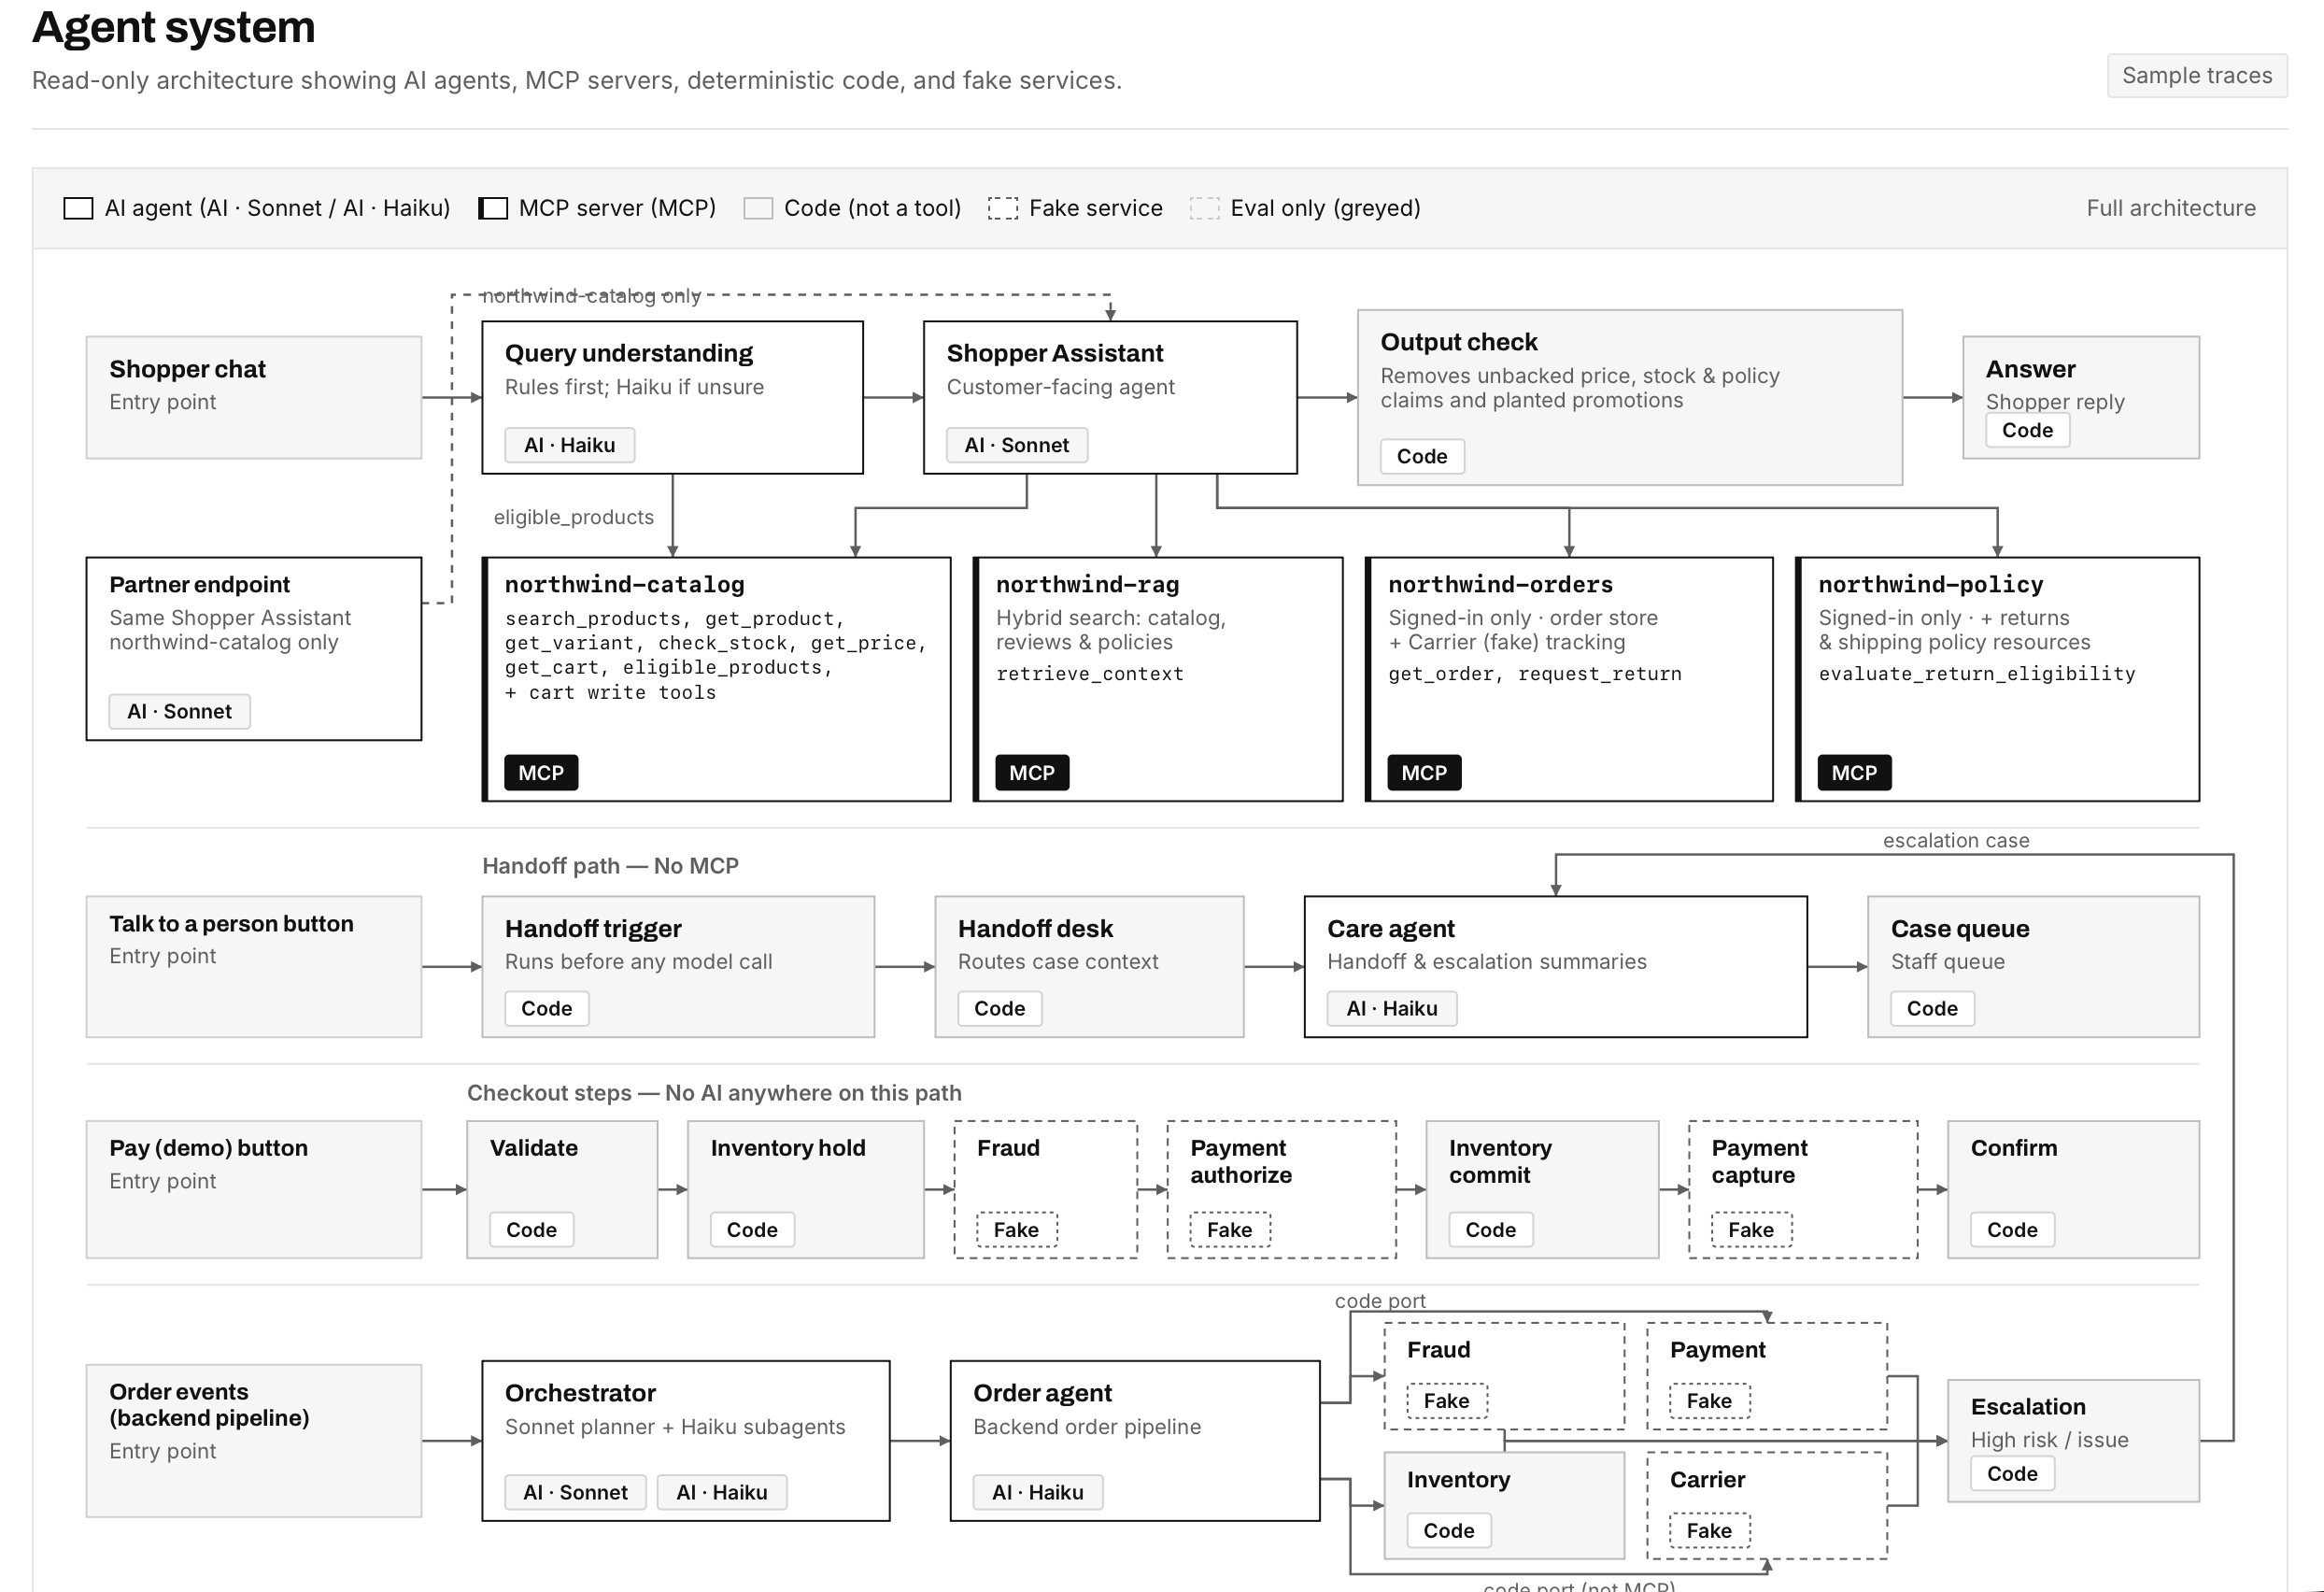 Agent system
Read-only architecture showing AI agents, MCP servers, deterministic code, and fake services.
Sample traces
AI agent (AI · Sonnet / AI · Haiku)
MCP server (MCP)
Code (not a tool)
Fake service
Eval only (greyed)
Full architecture
northwind-catalog only
Shopper chat
Entry point
Query understanding
Rules first; Haiku if unsure
AI · Haiku
Shopper Assistant
Customer-facing agent
AI · Sonnet
Output check
Removes unbacked price, stock & policy
claims and planted promotions
Code
Answer
Shopper reply
Code
eligible_products
Partner endpoint
Same Shopper Assistant
northwind-catalog only
AI · Sonnet
northwind-catalog
search_products, get_product,
get_variant, check_stock, get_price,
get_cart, eligible_products,
+ cart write tools
MCP
northwind-rag
Hybrid search: catalog,
reviews & policies
retrieve_context
MCP
northwind-orders
Signed-in only · order store
+ Carrier (fake) tracking
get_order, request_return
MCP
northwind-policy
Signed-in only · + returns
& shipping policy resources
evaluate_return_eligibility
MCP
escalation case
Handoff path — No MCP
Talk to a person button
Entry point
Handoff trigger
Runs before any model call
Code
Handoff desk
Routes case context
Code
Care agent
Handoff & escalation summaries
AI · Haiku
Case queue
Staff queue
Code
Checkout steps — No AI anywhere on this path
Pay (demo) button
Entry point
Validate
Code
Inventory hold
Code
Fraud
Fake
Payment
authorize
Fake
Inventory
commit
Code
Payment
capture
Fake
Confirm
Code
code port
Order events
(backend pipeline)
Entry point
Orchestrator
Sonnet planner + Haiku subagents
AI · Sonnet
AI · Haiku
Order agent
Backend order pipeline
AI · Haiku
Fraud
Fake
Payment
Fake
Inventory
Code
Carrier
Fake
Escalation
High risk / issue
Code
code port (not MCP)